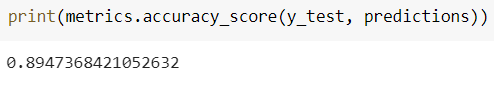 print(metrics.accuracy_score(y_test, predictions))
0.8947368421052632